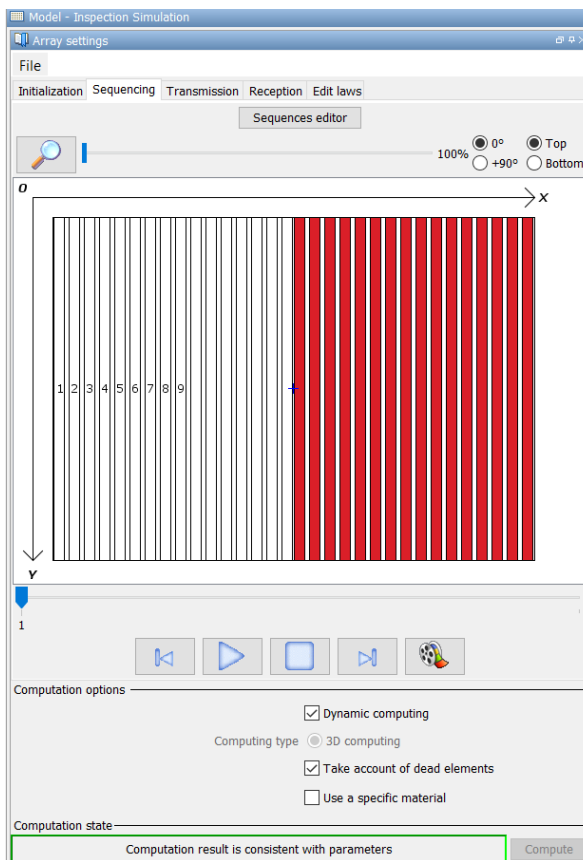 Model - Inspection Simulation
Array settings
File
Initialization Sequencing Transmission Reception Edit laws
Sequences editor
100% 0° Top
+90° Bottom
O
X
1 2 3 4 5 6 7 8 9
Y
1
Computation options
Dynamic computing
Computing type 3D computing
Take account of dead elements
Use a specific material
Computation state
Computation result is consistent with parameters Compute